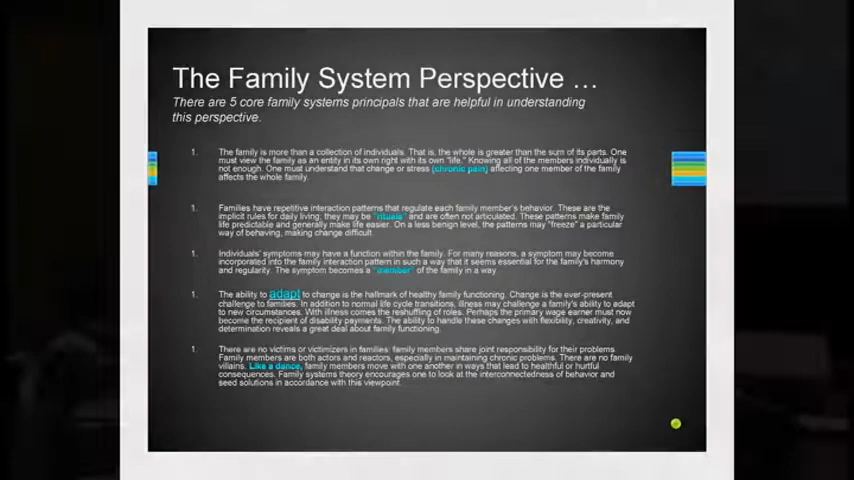 The Family System Perspective …
There are 5 core family systems principals that are helpful in understanding
this perspective.
1. The family is more than a collection of individuals. That is, the whole is greater than the sum of its parts. One
must view the family as an entity in its own right with its own "life." Knowing all of the members individually is
not enough. One must understand that change or stress (chronic pain) affecting one member of the family
affects the whole family.
1. Families have repetitive interaction patterns that regulate each family member's behavior. These are the
implicit rules for daily living; they may be "rituals" and are often not articulated. These patterns make family
life predictable and generally make life easier. On a less benign level, the patterns may "freeze" a particular
way of behaving, making change difficult.
1. Individuals' symptoms may have a function within the family. For many reasons, a symptom may become
incorporated into the family interaction pattern in such a way that it seems essential for the family's harmony
and regularity. The symptom becomes a "member" of the family in a way.
1. The ability to adapt to change is the hallmark of healthy family functioning. Change is the ever-present
challenge to families. In addition to normal life cycle transitions, illness may challenge a family's ability to adapt
to new circumstances. With illness comes the reshuffling of roles. Perhaps the primary wage earner must now
become the recipient of disability payments. The ability to handle these changes with flexibility, creativity, and
determination reveals a great deal about family functioning.
1. There are no victims or victimizers in families: family members share joint responsibility for their problems.
Family members are both actors and reactors, especially in maintaining chronic problems. There are no family
villains. Like a dance, family members move with one another in ways that lead to healthful or hurtful
consequences. Family systems theory encourages one to look at the interconnectedness of behavior and
seed solutions in accordance with this viewpoint.